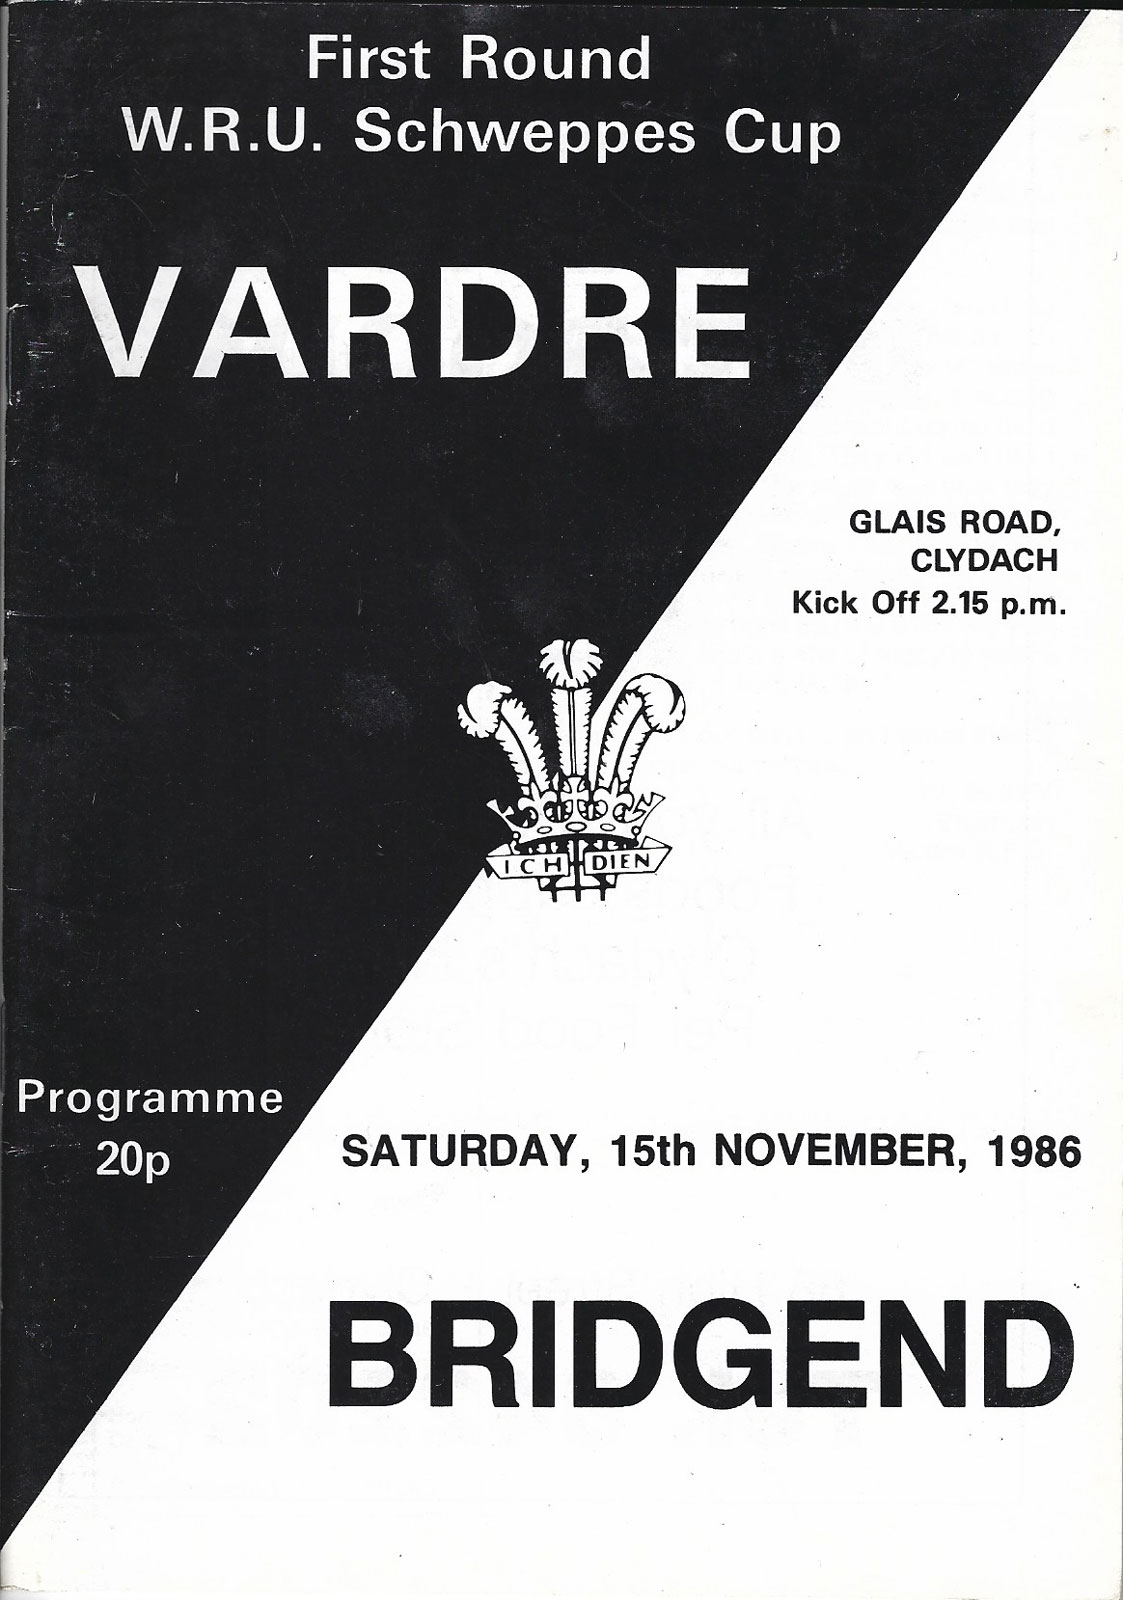 First Round
W.R.U. Schweppes Cup
VARDRE
GLAIS ROAD,
CLYDACH
Kick Off 2.15 p.m.
ICH DIEN
Programme
20p
SATURDAY, 15th NOVEMBER, 1986
BRIDGEND